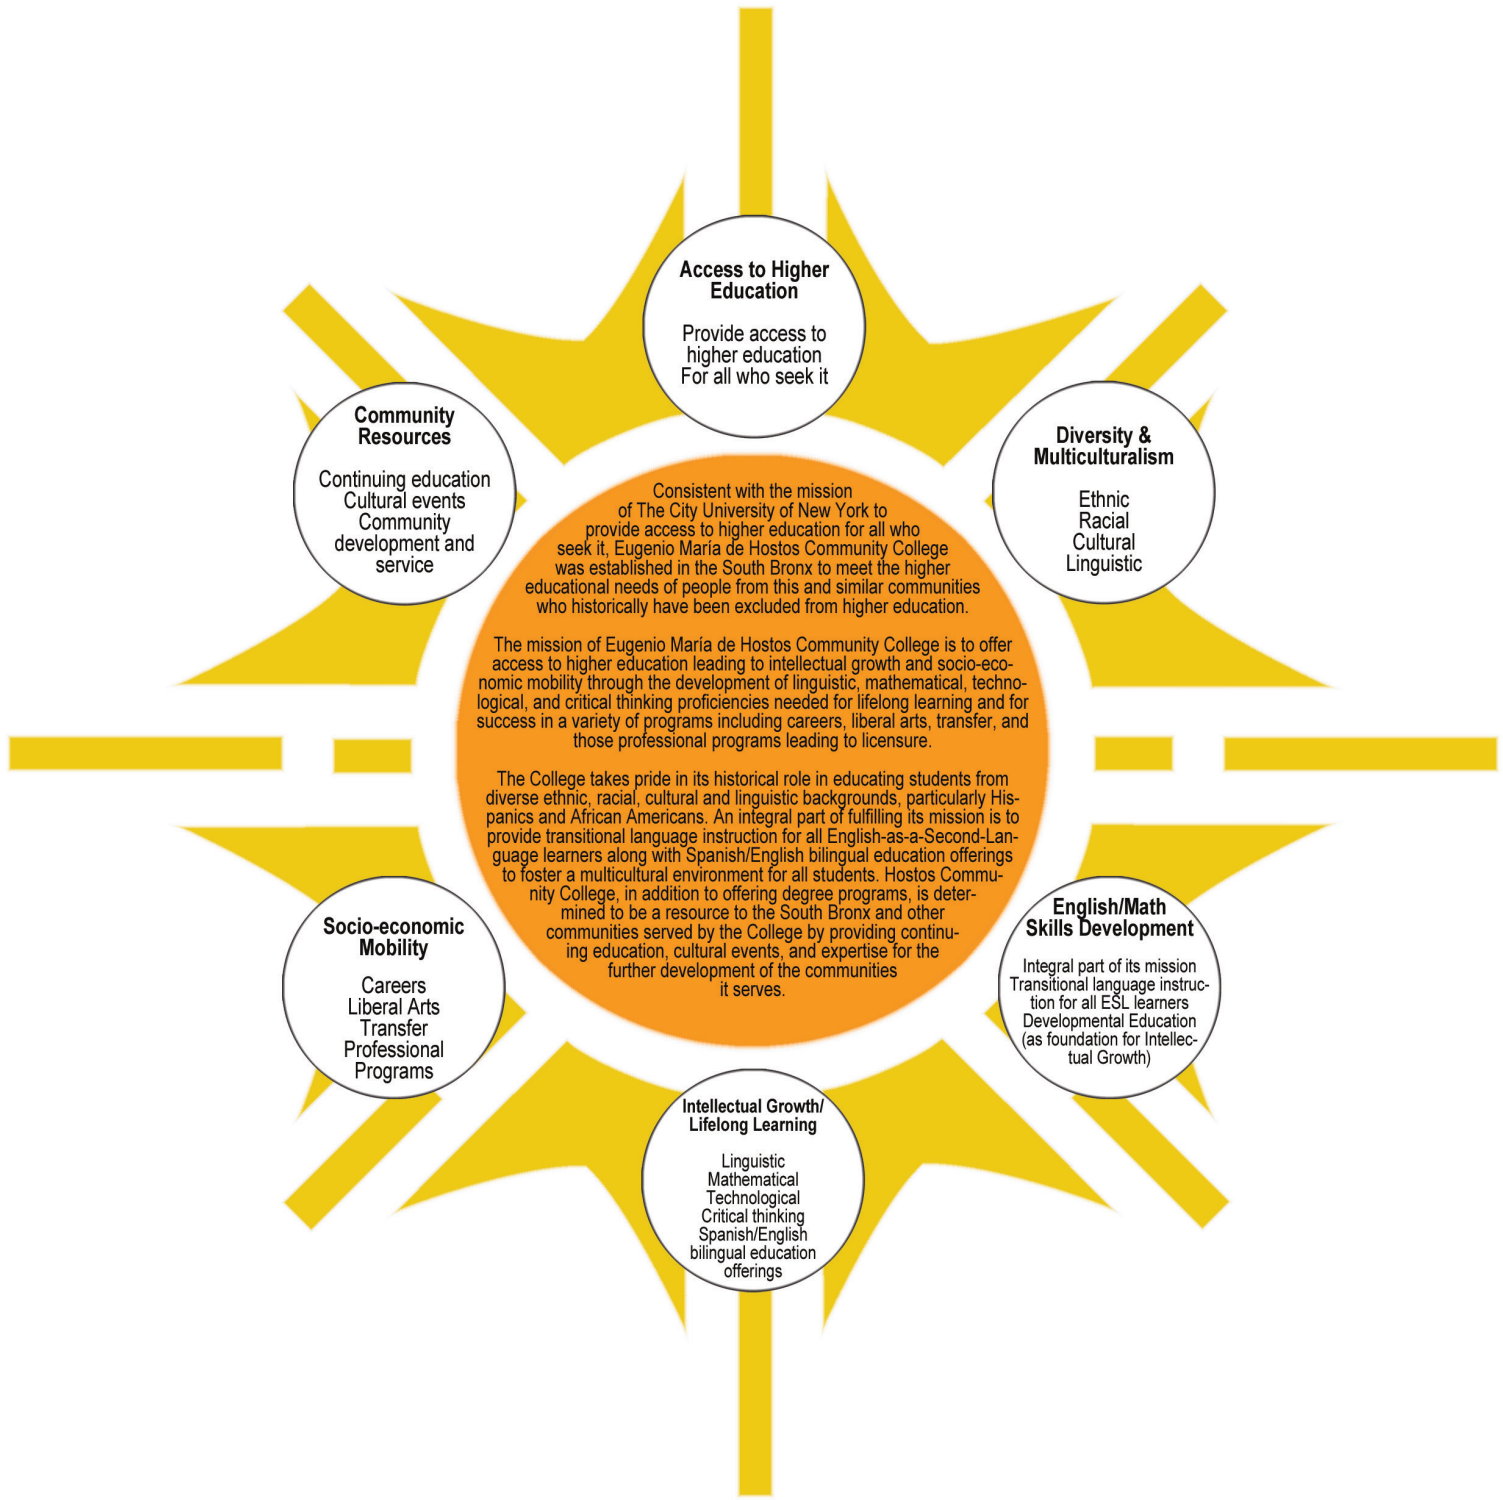 Access to Higher
Education
Provide access to
higher education
For all who seek it
Diversity &
Multiculturalism
Ethnic
Racial
Cultural
Linguistic
English/Math
Skills Development
Integral part of its mission
Transitional language instruc-
tion for all ESL learners
Developmental Education
(as foundation for Intellec-
tual Growth)
Intellectual Growth/
Lifelong Learning
Linguistic
Mathematical
Technological
Critical thinking
Spanish/English
bilingual education
offerings
Socio-economic
Mobility
Careers
Liberal Arts
Transfer
Professional
Programs
Community
Resources
Continuing education
Cultural events
Community
development and
service
Consistent with the mission
of The City University of New York to
provide access to higher education for all who
seek it, Eugenio María de Hostos Community College
was established in the South Bronx to meet the higher
educational needs of people from this and similar communities
who historically have been excluded from higher education.
The mission of Eugenio María de Hostos Community College is to offer
access to higher education leading to intellectual growth and socio-eco-
nomic mobility through the development of linguistic, mathematical, techno-
logical, and critical thinking proficiencies needed for lifelong learning and for
success in a variety of programs including careers, liberal arts, transfer, and
those professional programs leading to licensure.
The College takes pride in its historical role in educating students from
diverse ethnic, racial, cultural and linguistic backgrounds, particularly His-
panics and African Americans. An integral part of fulfilling its mission is to
provide transitional language instruction for all English-as-a-Second-Lan-
guage learners along with Spanish/English bilingual education offerings
to foster a multicultural environment for all students. Hostos Commu-
nity College, in addition to offering degree programs, is deter-
mined to be a resource to the South Bronx and other
communities served by the College by providing continu-
ing education, cultural events, and expertise for the
further development of the communities
it serves.